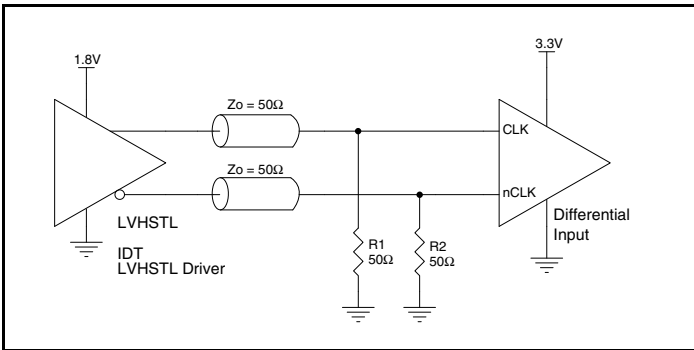 1.8V
3.3V
Zo = 50Ω
CLK
Zo = 50Ω
nCLK
LVHSTL
Differential
Input
IDT
LVHSTL Driver
R1
50Ω
R2
50Ω